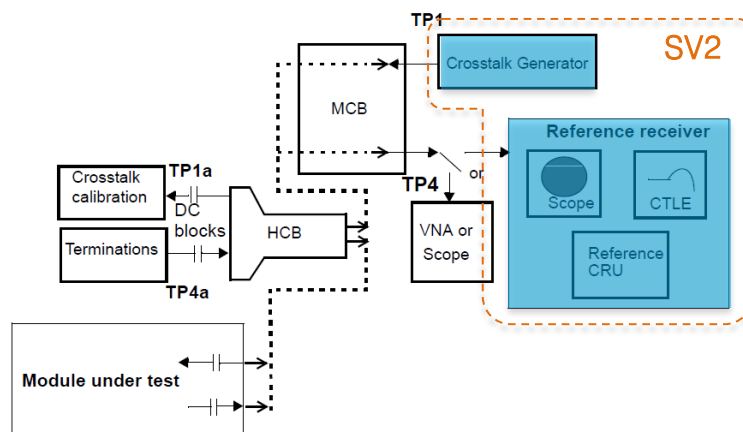 TP1
SV2
Crosstalk Generator
MCB
Reference receiver
Scope
CTLE
Reference
CRU
or
TP4
VNA or
Scope
TP1a
Crosstalk
calibration
DC
blocks
HCB
Terminations
TP4a
Module under test